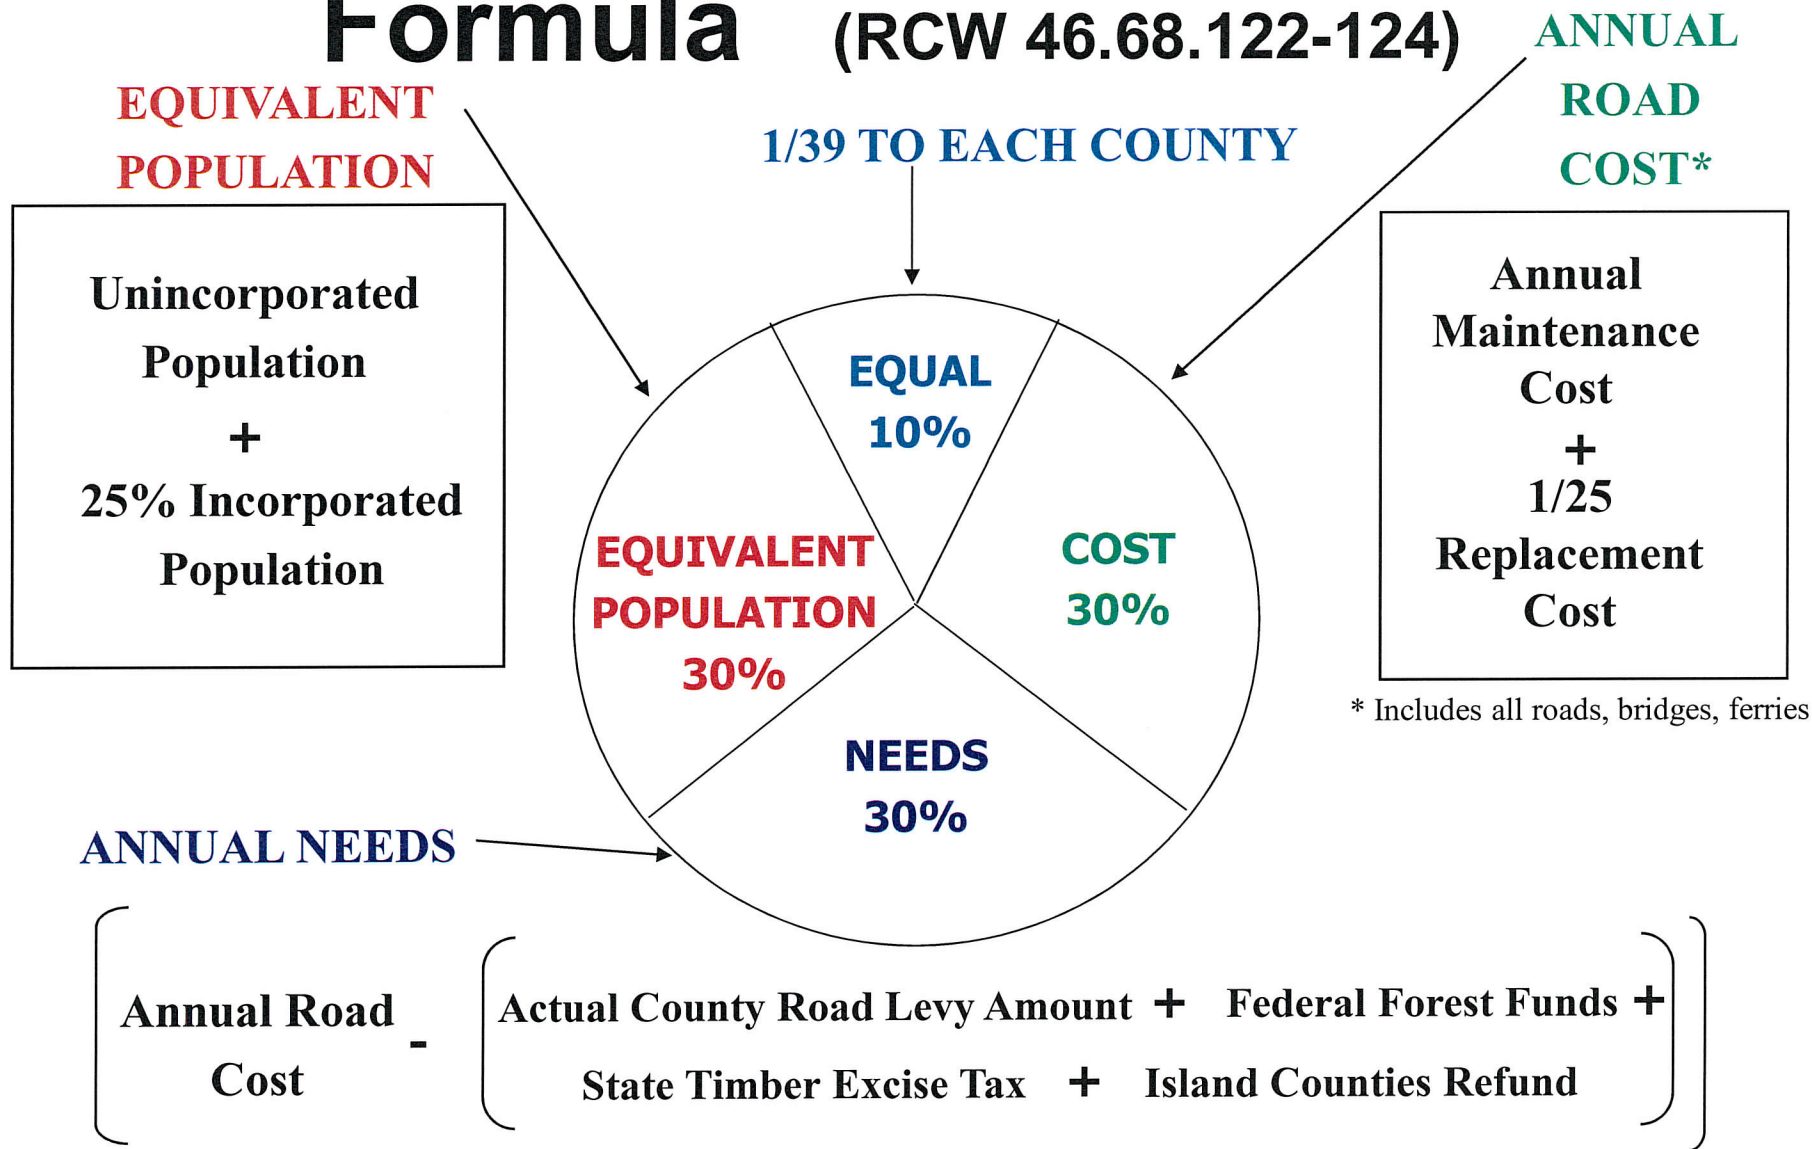 Formula (RCW 46.68.122-124)
EQUIVALENT
POPULATION
1/39 TO EACH COUNTY
ANNUAL
ROAD
COST*
Unincorporated
Population
+
25% Incorporated
Population
Annual
Maintenance
Cost
+
1/25
Replacement
Cost
* Includes all roads, bridges, ferries
EQUAL
10%
EQUIVALENT
POPULATION
30%
COST
30%
NEEDS
30%
ANNUAL NEEDS
Annual Road
Cost
-
Actual County Road Levy Amount + Federal Forest Funds +
State Timber Excise Tax + Island Counties Refund